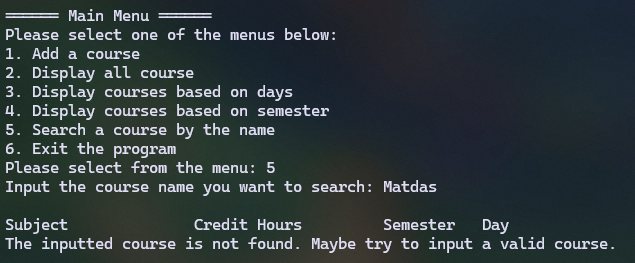 ====== Main Menu ======
Please select one of the menus below:
1. Add a course
2. Display all course
3. Display courses based on days
4. Display courses based on semester
5. Search a course by the name
6. Exit the program
Please select from the menu: 5
Input the course name you want to search: Matdas
Subject Credit Hours Semester Day
The inputted course is not found. Maybe try to input a valid course.